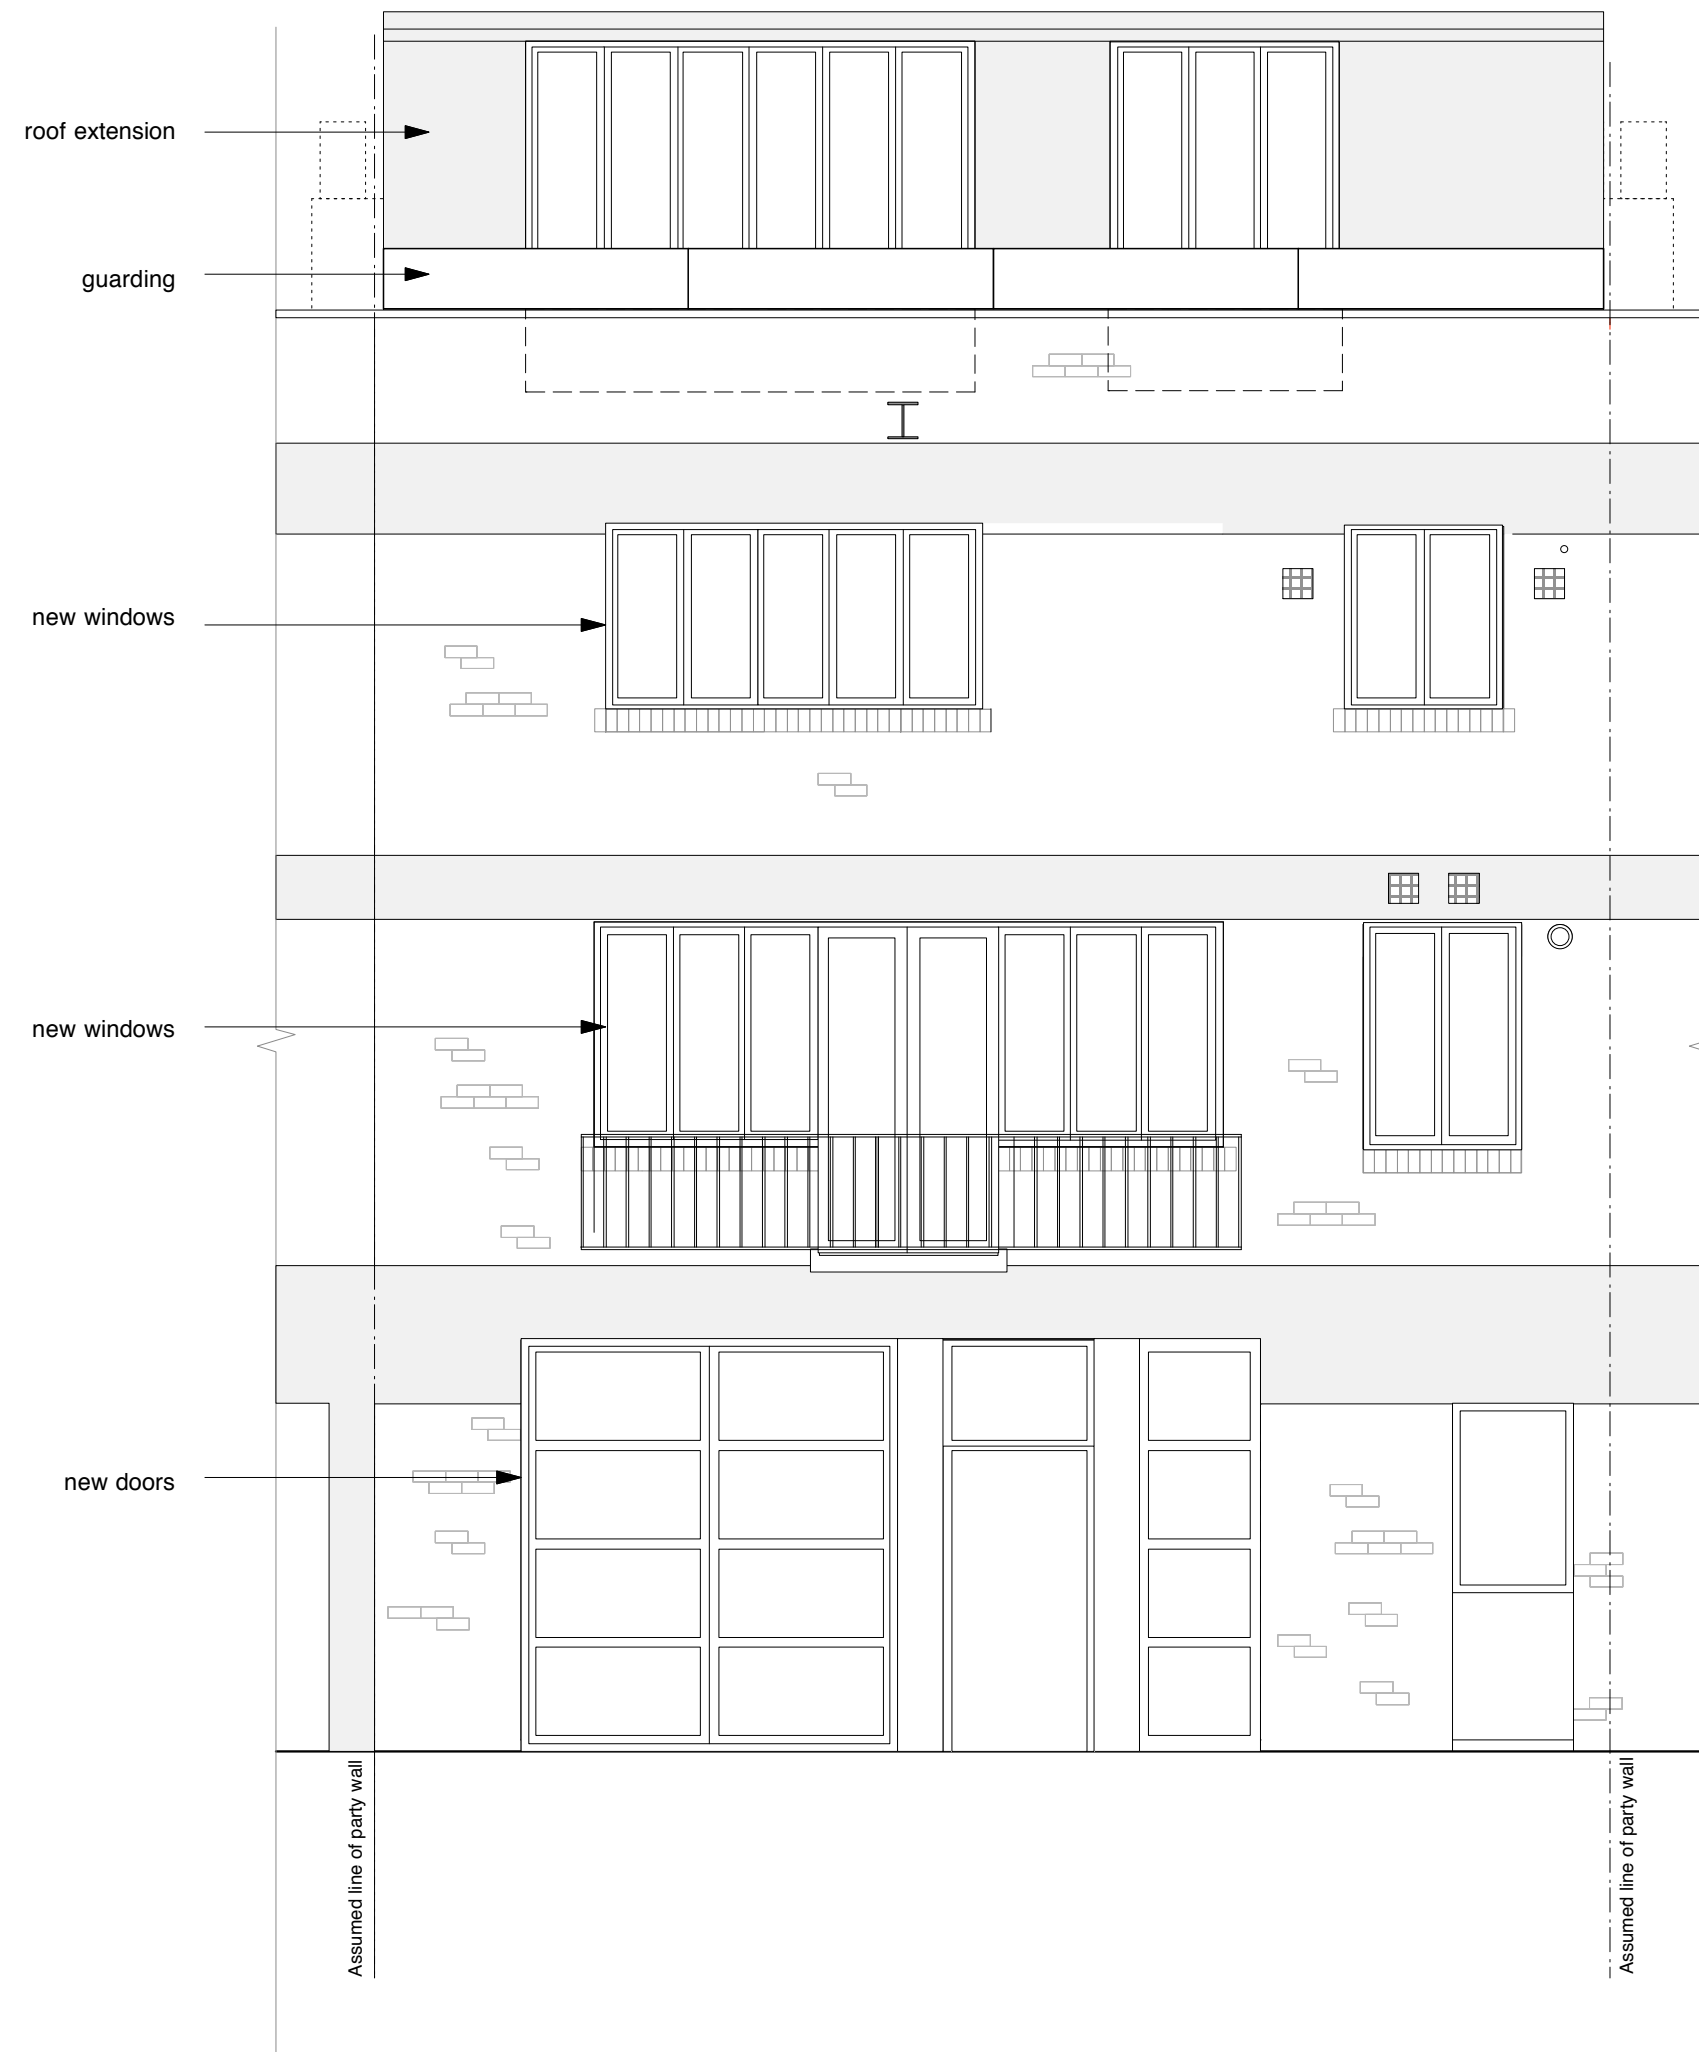 roof extension
guarding
new windows
new windows
new doors
Assumed line of party wall
Assumed line of party wall